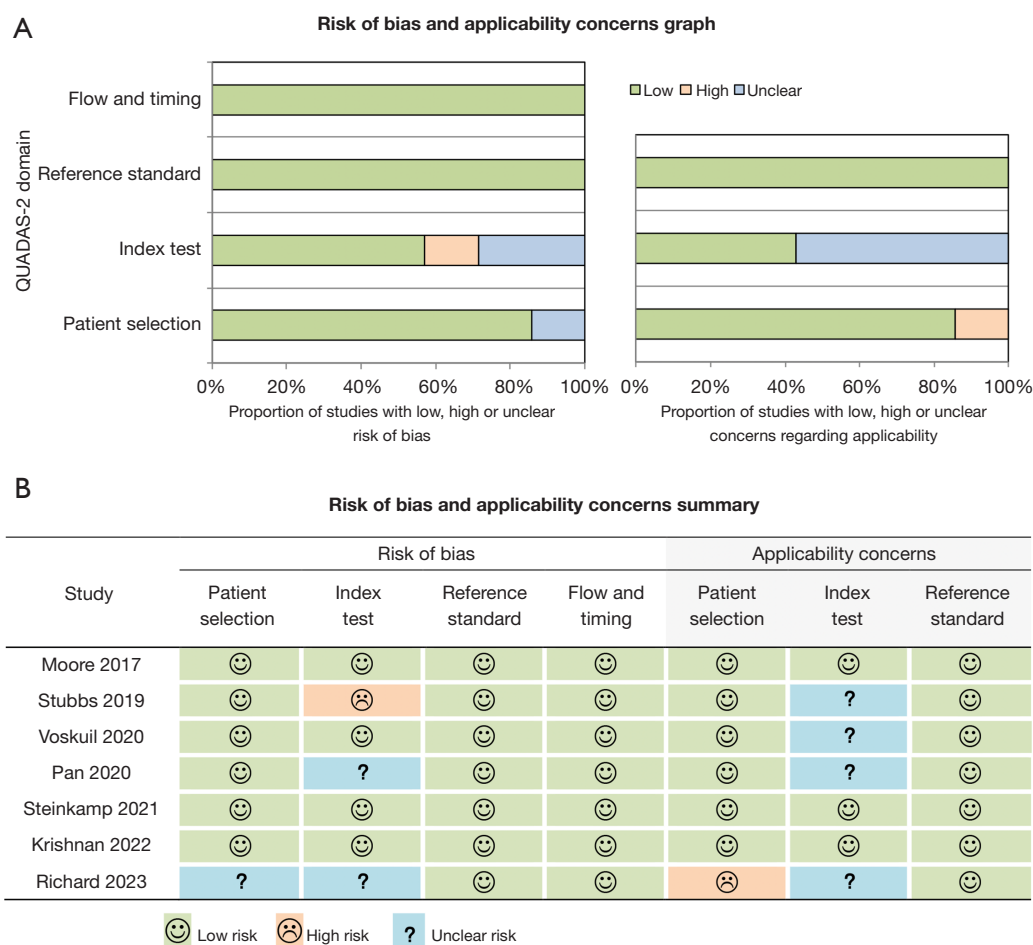 A
Risk of bias and applicability concerns graph
QUADAS-2 domain
Flow and timing
Reference standard
Index test
Patient selection
0% 20% 40% 60% 80% 100%
Proportion of studies with low, high or unclear
risk of bias
Low High Unclear
0% 20% 40% 60% 80% 100%
Proportion of studies with low, high or unclear
concerns regarding applicability
B
Risk of bias and applicability concerns summary
Study
Risk of bias
Applicability concerns
Patient selection
Index test
Reference standard
Flow and timing
Patient selection
Index test
Reference standard
Moore 2017
Stubbs 2019 ?
Voskuil 2020 ?
Pan 2020 ? ?
Steinkamp 2021
Krishnan 2022
Richard 2023 ? ? ?
Low risk High risk ? Unclear risk